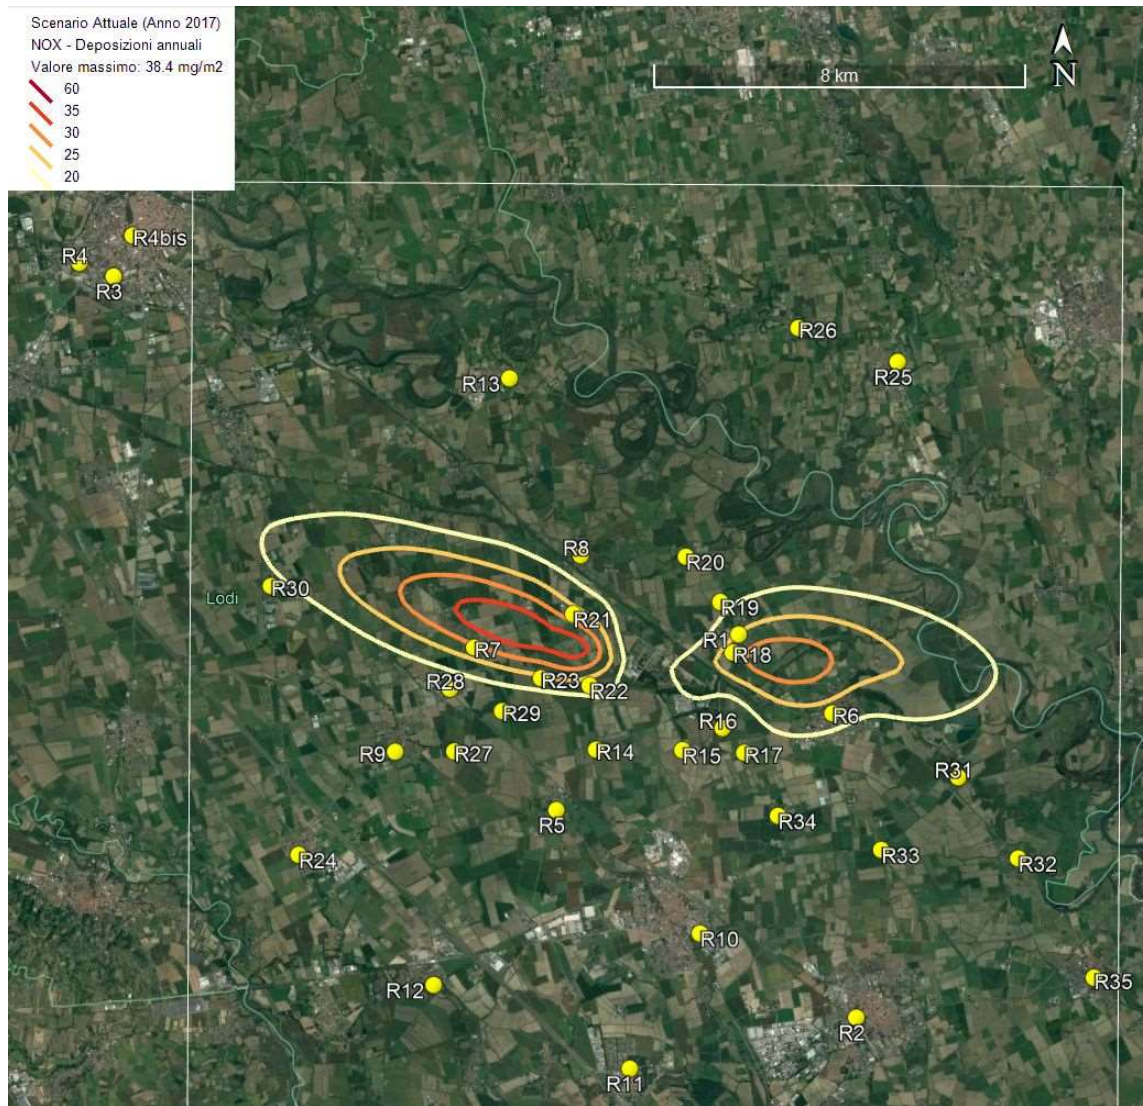 Scenario Attuale (Anno 2017)
NOX - Deposizioni annuali
Valore massimo: 38.4 mg/m2
60
35
30
25
20
8 km
N
R4bis
R4
R3
R26
R25
R13
R8
R20
R30
Lodi
R19
R21
R1
R7
R18
R23
R28
R22
R29
R6
R16
R9
R27
R14
R15
R17
R31
R5
R34
R33
R24
R32
R10
R12
R35
R2
R11